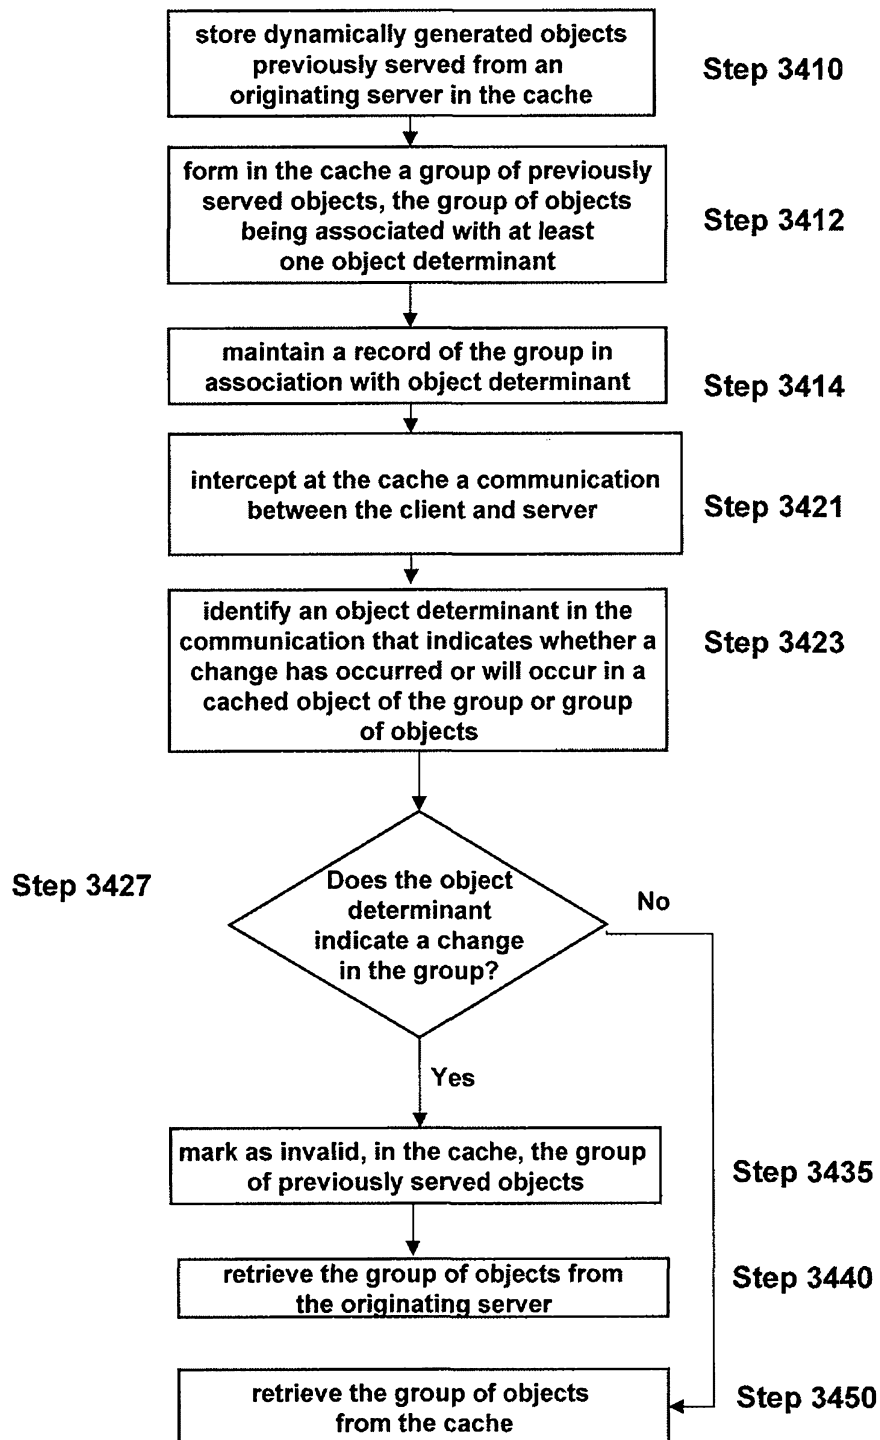 store dynamically generated objects
previously served from an
originating server in the cache
Step 3410
form in the cache a group of previously
served objects, the group of objects
being associated with at least
one object determinant
Step 3412
maintain a record of the group in
association with object determinant
Step 3414
intercept at the cache a communication
between the client and server
Step 3421
identify an object determinant in the
communication that indicates whether a
change has occurred or will occur in a
cached object of the group or group
of objects
Step 3423
Step 3427
Does the object
determinant
indicate a change
in the group?
No
Yes
mark as invalid, in the cache, the group
of previously served objects
Step 3435
retrieve the group of objects from
the originating server
Step 3440
retrieve the group of objects
from the cache
Step 3450